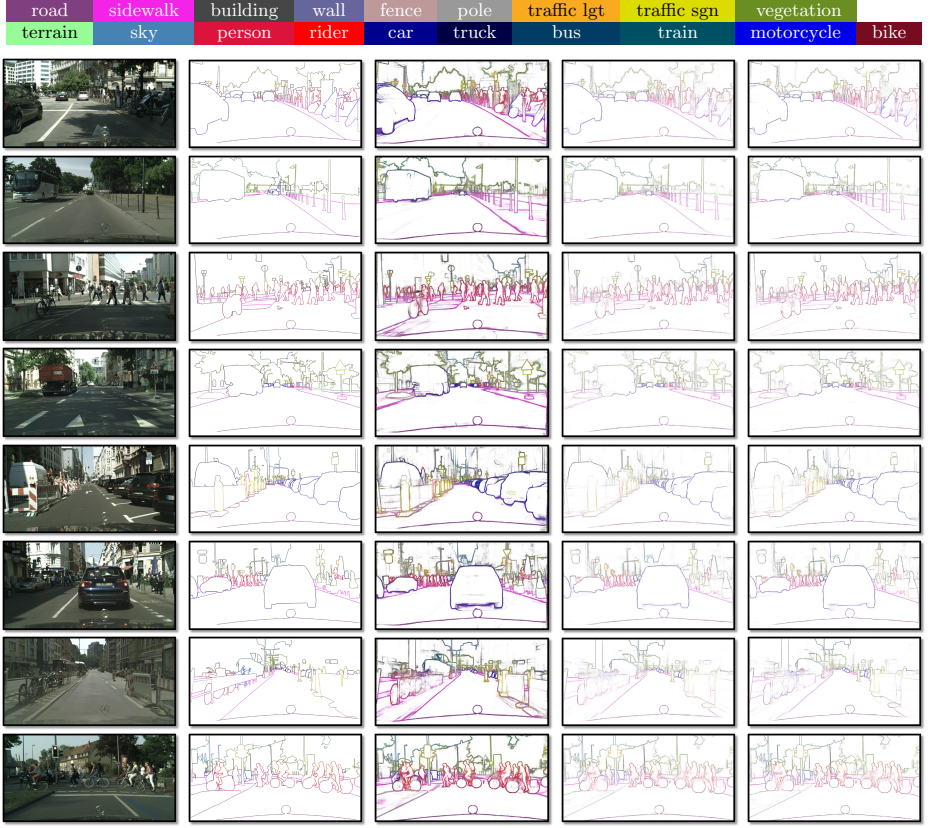 road sidewalk building wall fence pole traffic lgt traffic sgn vegetation
terrain sky person rider car truck bus train motorcycle bike